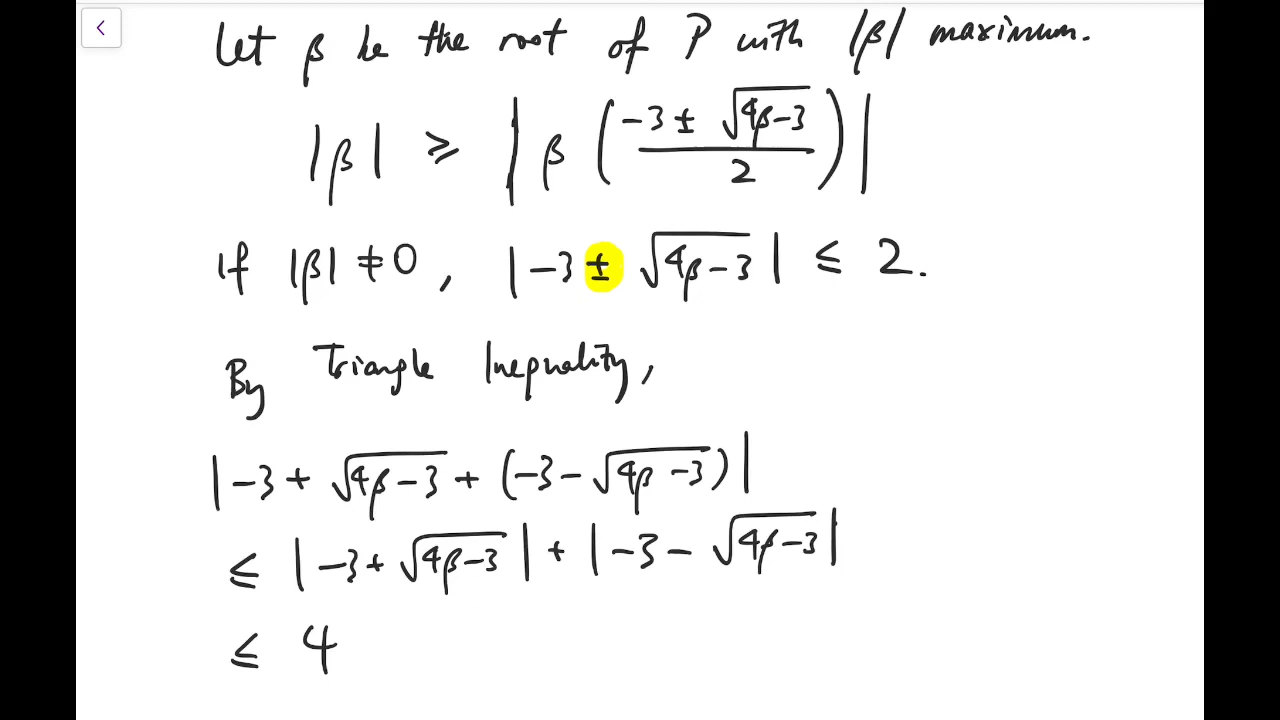 Let β be the root of P with |β| maximum.
|β| ≥ |β((-3 ± √(4β-3))/2)|
If |β| ≠ 0, |-3 ± √(4β-3)| ≤ 2.
By Triangle Inequality,
|-3 + √(4β-3) + (-3 - √(4β-3))|
≤ |-3 + √(4β-3)| + |-3 - √(4β-3)|
≤ 4